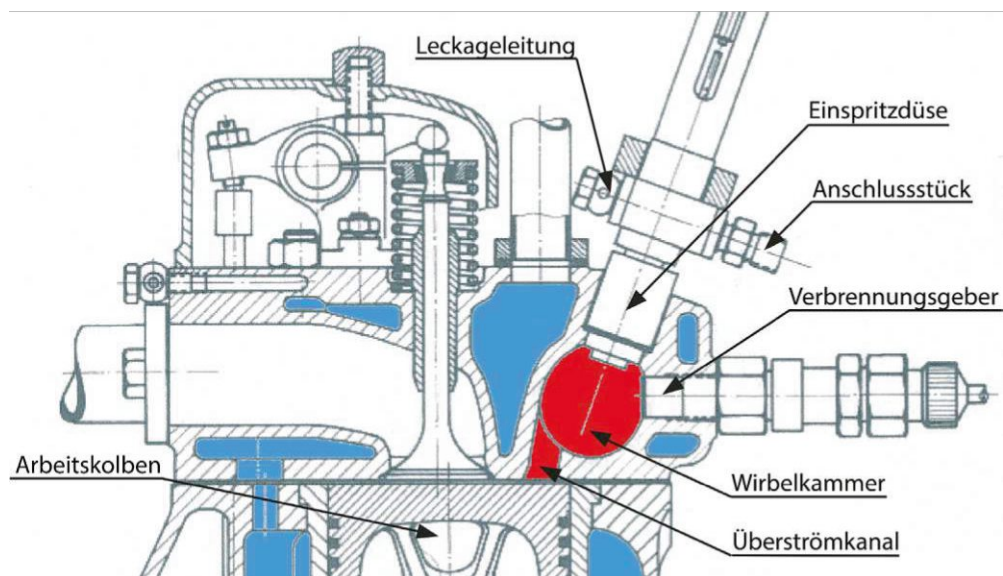 Leckageleitung
Einspritzdüse
Anschlussstück
Verbrennungsgeber
Arbeitskolben
Wirbelkammer
Überströmkanal